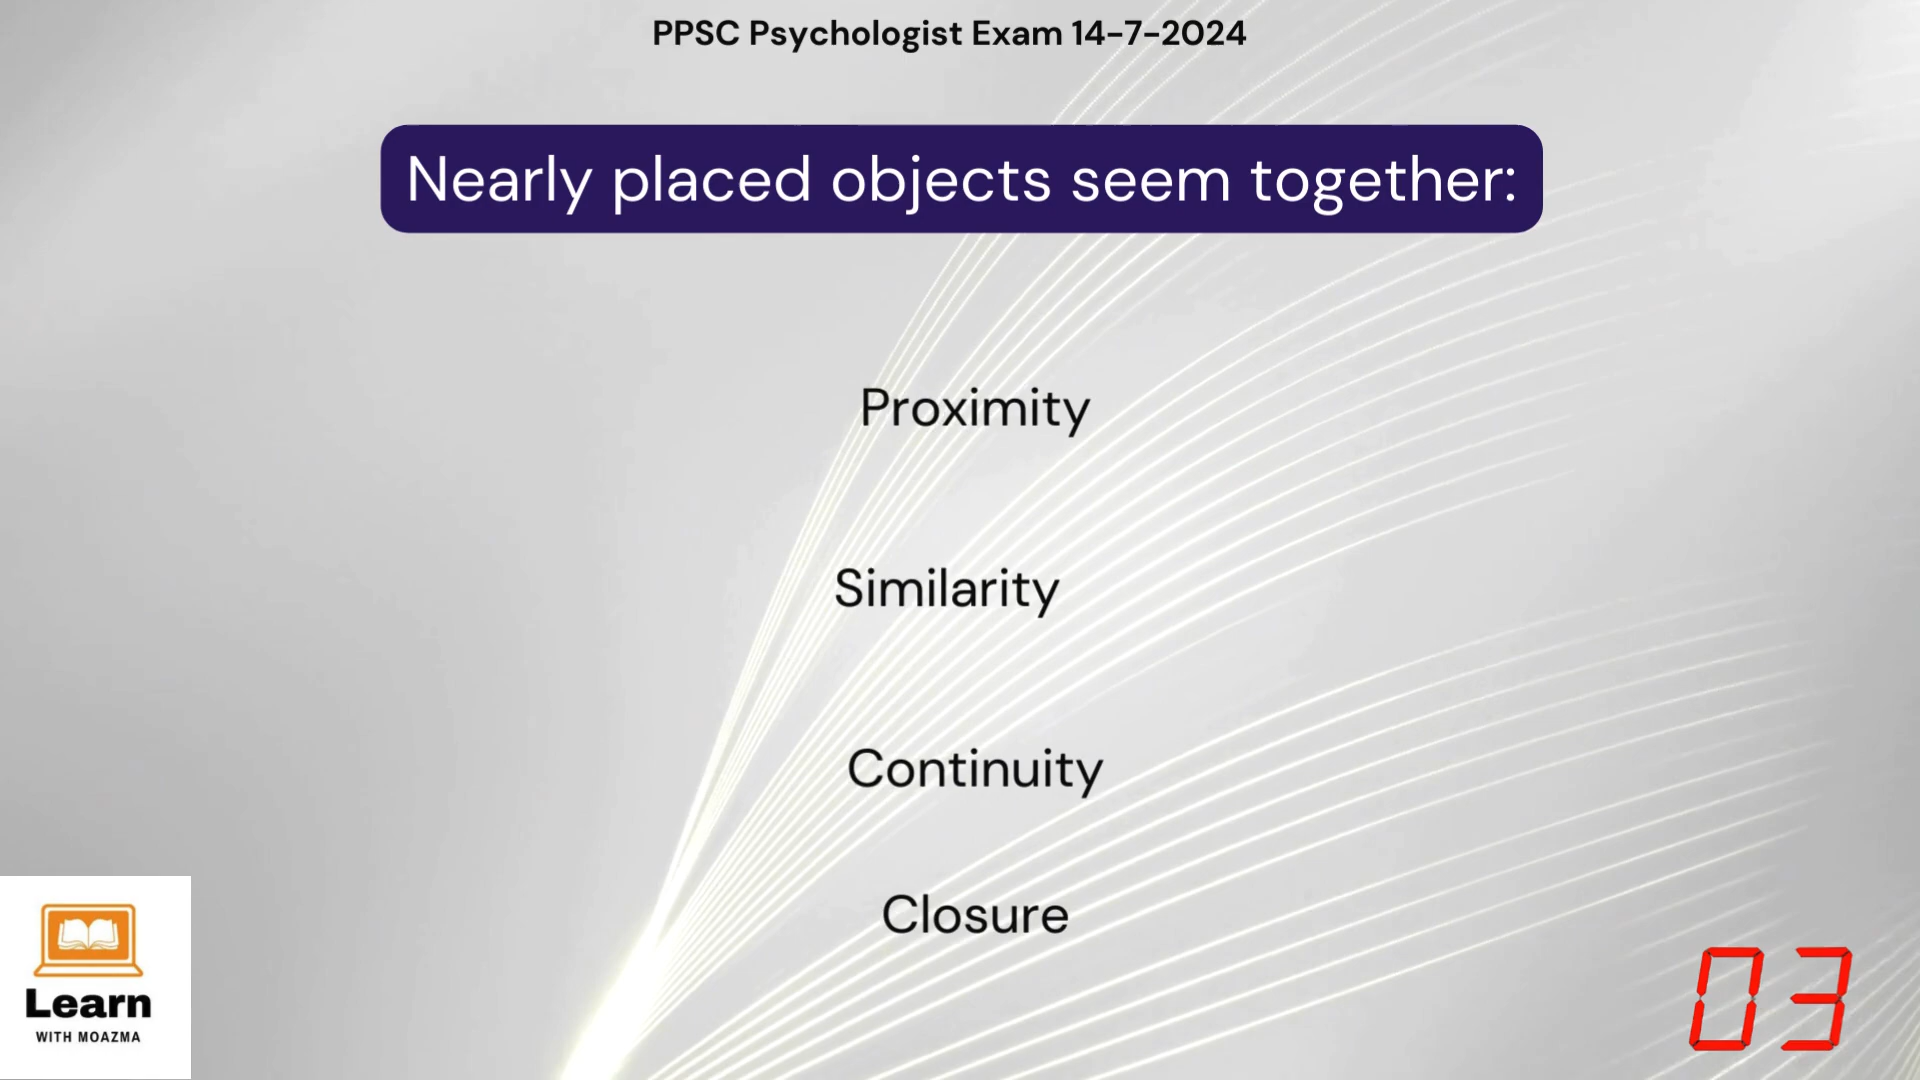 PPSC Psychologist Exam 14-7-2024
Nearly placed objects seem together:
Proximity
Similarity
Continuity
Closure
Learn
WITH MOAZMA
03